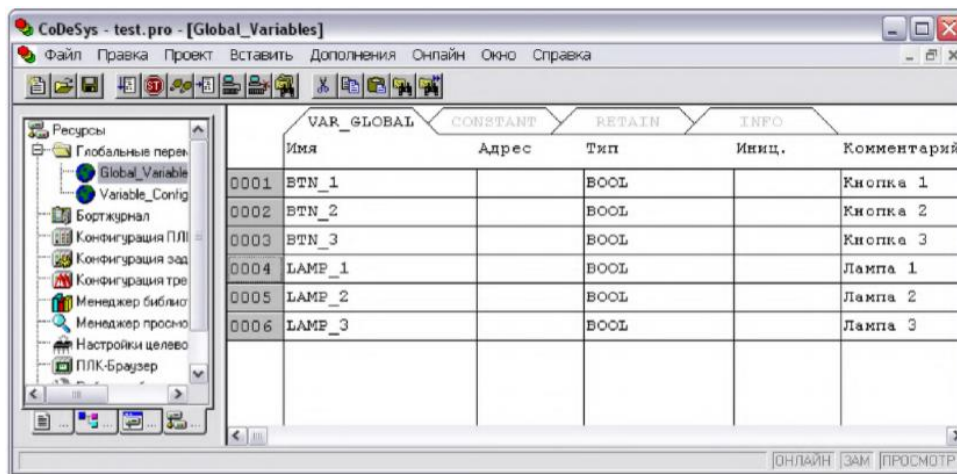 CoDeSys - test.pro - [Global_Variables]
Файл Правка Проект Вставить Дополнения Онлайн Окно Справка
Ресурсы
Глобальные перем
Global_Variable
Variable_Config
Бортжурнал
Конфигурация ПЛІ
Конфигурация зад
Конфигурация тре
Менеджер библио
Менеджер просмо
Настройки целево
ПЛК-Браузер
VAR_GLOBAL CONSTANT RETAIN INFO
Имя Адрес Тип Иниц. Комментарий
0001 BTN_1 BOOL Кнопка 1
0002 BTN_2 BOOL Кнопка 2
0003 BTN_3 BOOL Кнопка 3
0004 LAMP_1 BOOL Лампа 1
0005 LAMP_2 BOOL Лампа 2
0006 LAMP_3 BOOL Лампа 3
ОНЛАЙН ЗАМ ПРОСМОТР